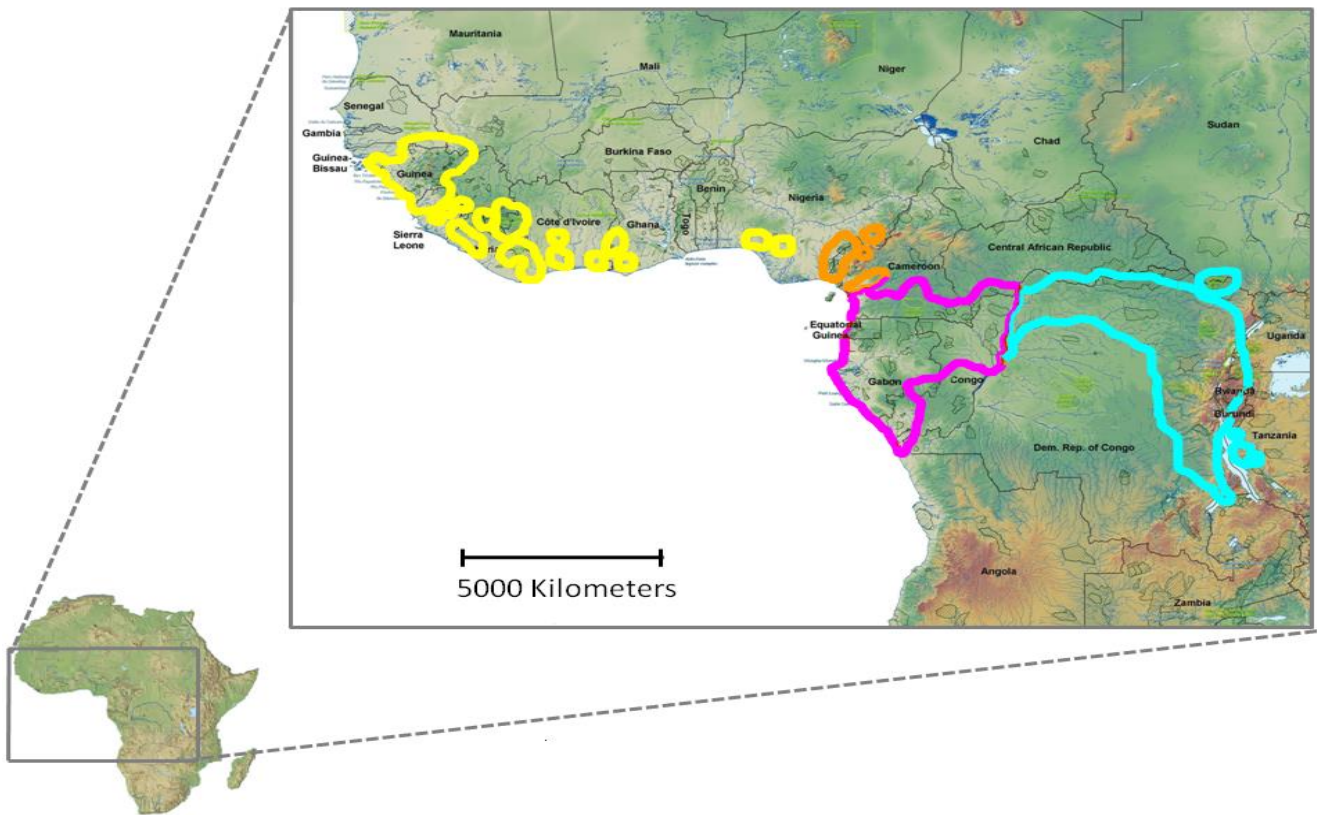 Mauritania
Mali
Niger
Chad
Sudan
Senegal
Gambia
Guinea-
Bissau
Guinea
Burkina Faso
Benin
Nigeria
Togo
Côte d'Ivoire
Ghana
Sierra
Leone
Central African Republic
Cameroon
Equatorial
Guinea
Gabon
Congo
Uganda
Rwanda
Burundi
Tanzania
Dem. Rep. of Congo
Angola
Zambia
5000 Kilometers